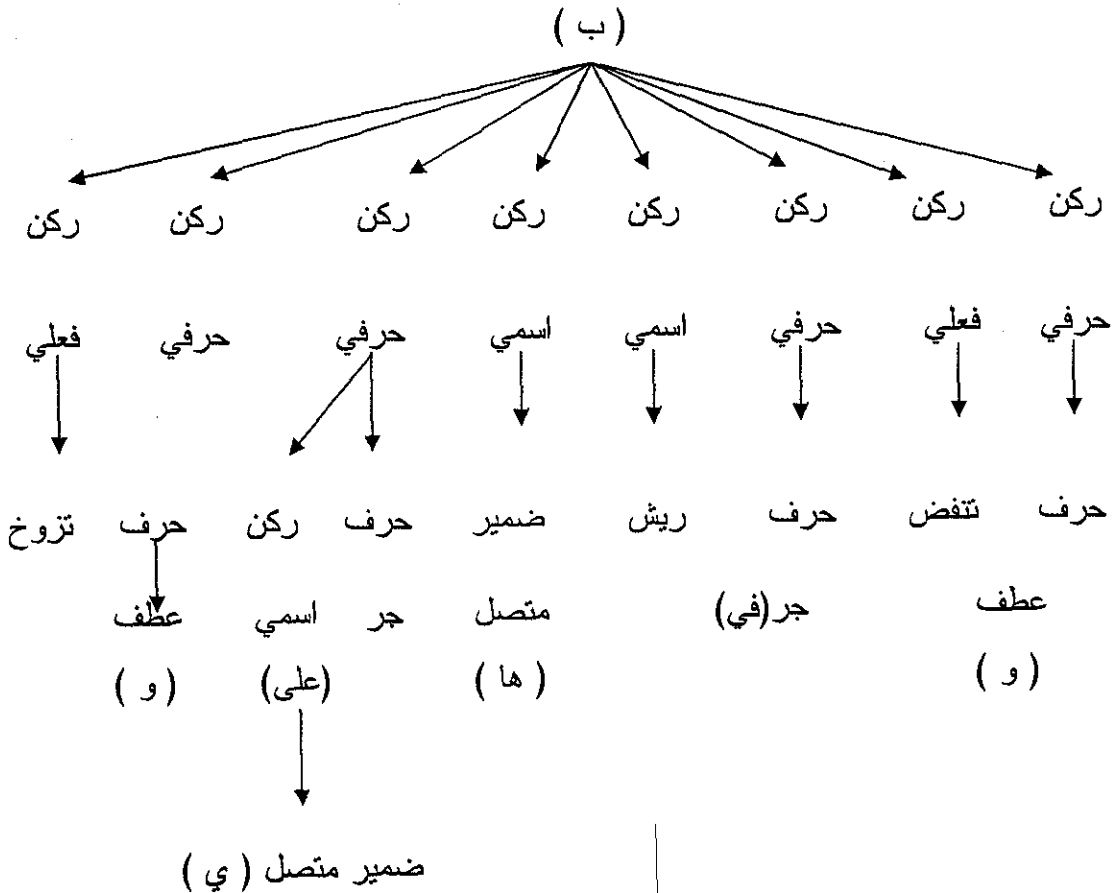 ( ب )
ركن ركن ركن ركن ركن ركن ركن ركن
حرفي فعلي حرفي اسمي اسمي حرفي حرفي فعلي
حرف تنفض حرف ريش ضمير حرف ركن حرف تزوخ
عطف جر(في) متصل جر اسمي عطف
( و ) ( ها ) (على) ( و )
ضمير متصل ( ي )